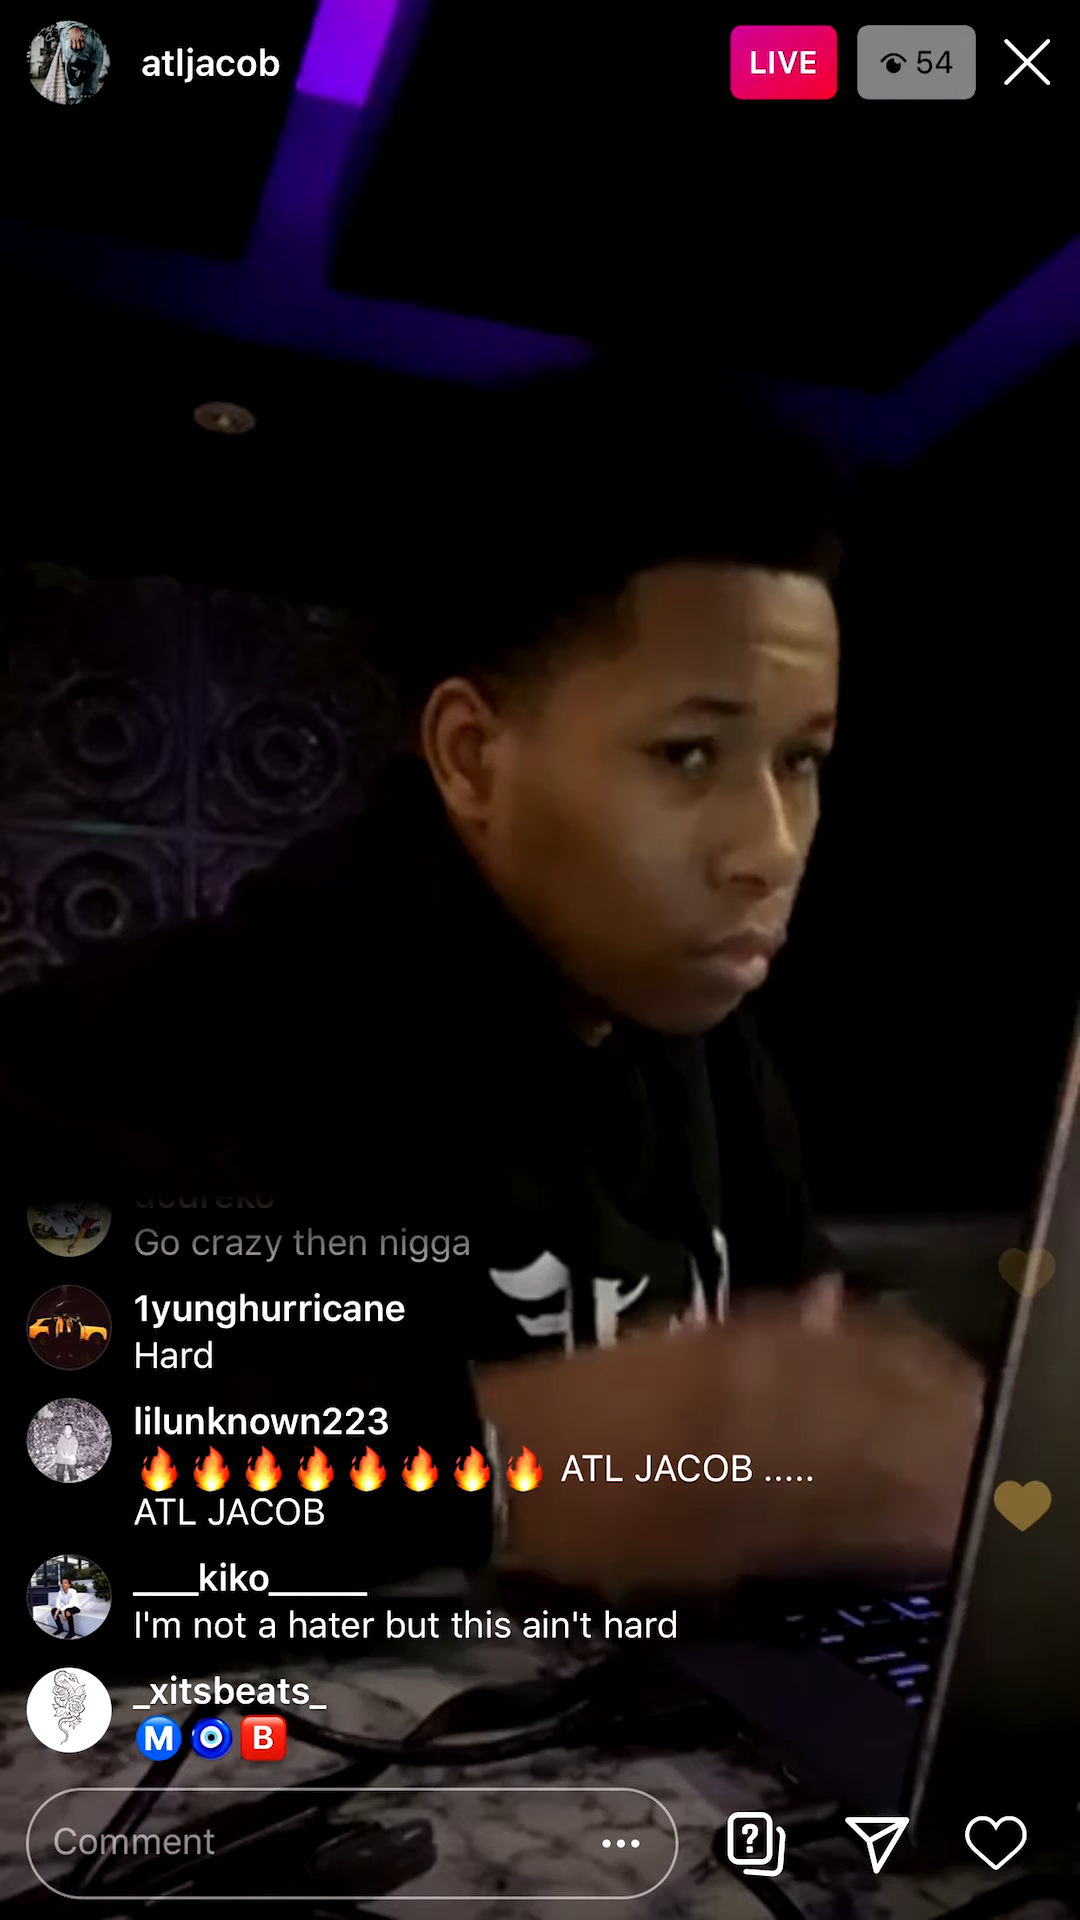 atljacob
LIVE
54
Go crazy then nigga
1yunghurricane
Hard
lilunknown223
🔥🔥🔥🔥🔥🔥🔥🔥 ATL JACOB .....
ATL JACOB
____kiko______
I'm not a hater but this ain't hard
_xitsbeats_
Ⓜ️🧿🅱️
Comment